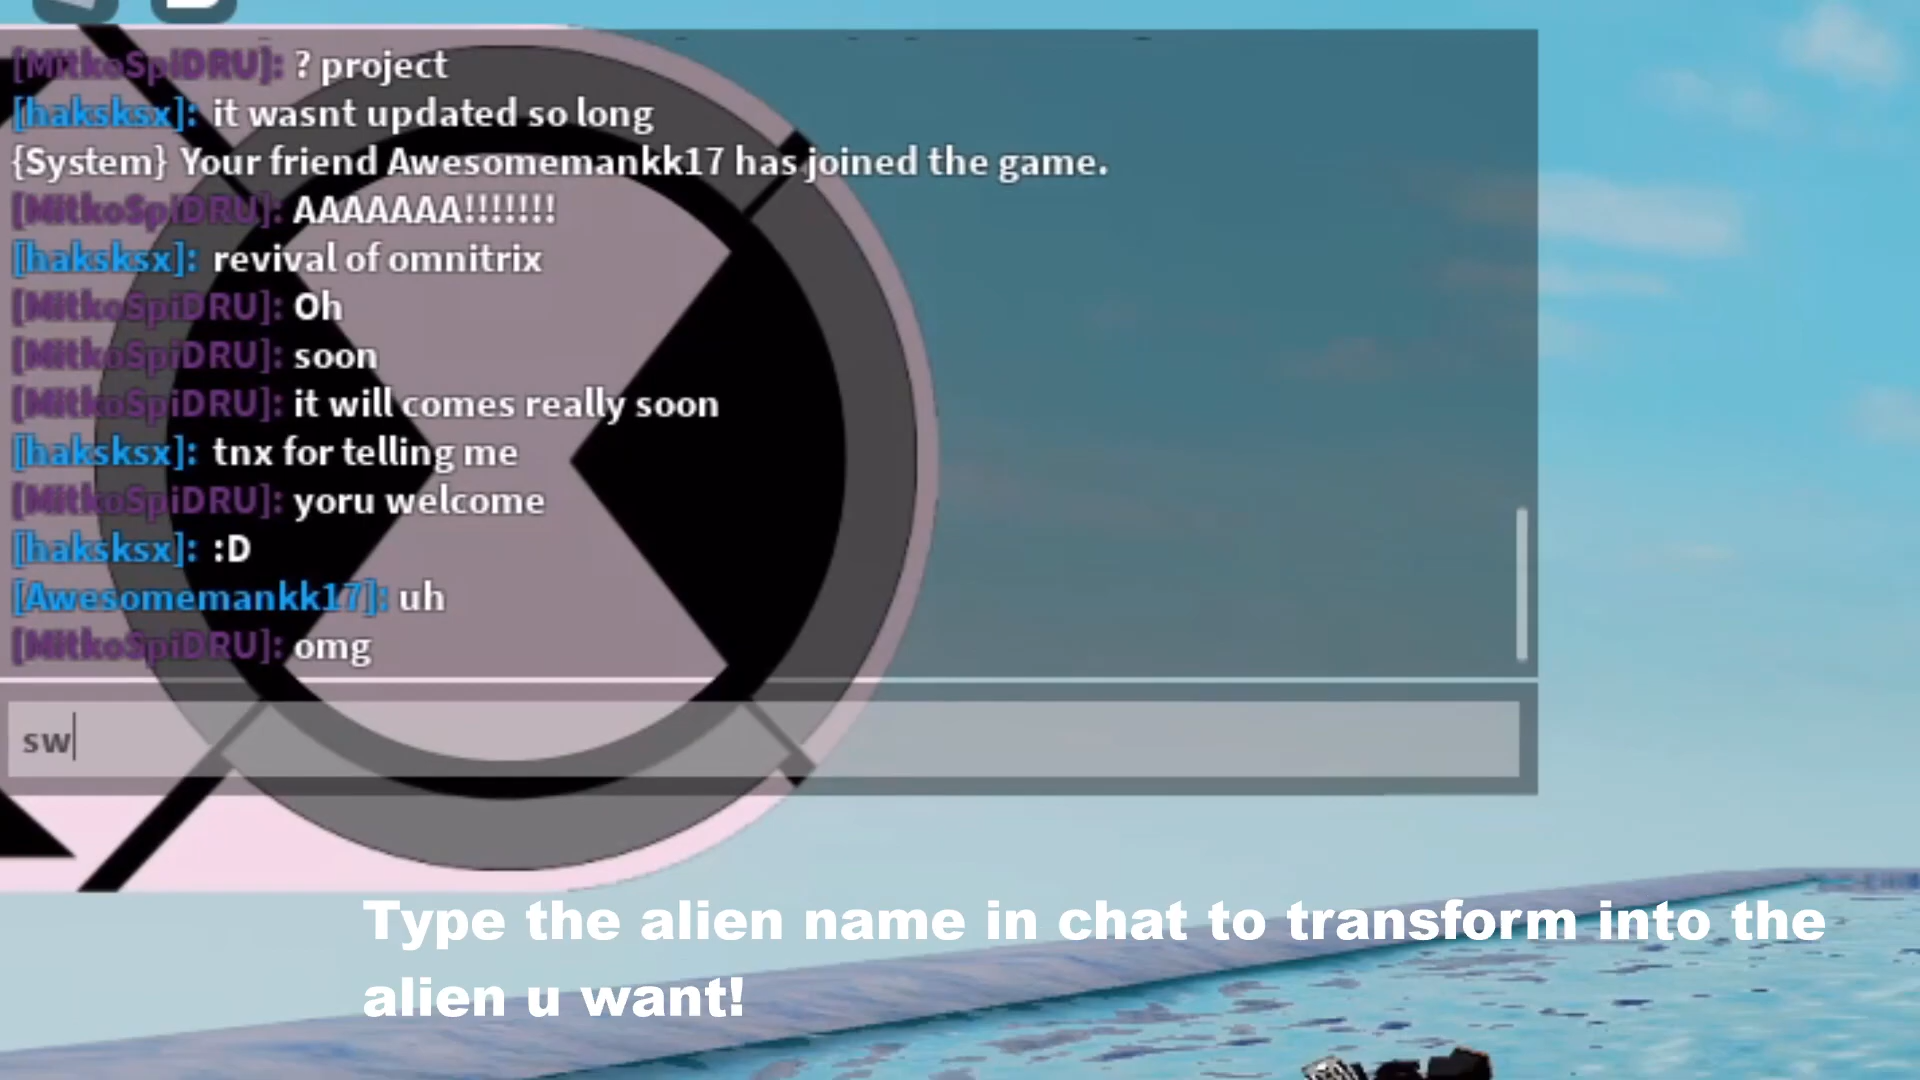 [MitkoSpiDRU]: ? project
[haksksx]: it wasnt updated so long
{System} Your friend Awesomemankk17 has joined the game.
[MitkoSpiDRU]: AAAAAAA!!!!!!!
[haksksx]: revival of omnitrix
[MitkoSpiDRU]: Oh
[MitkoSpiDRU]: soon
[MitkoSpiDRU]: it will comes really soon
[haksksx]: tnx for telling me
[MitkoSpiDRU]: yoru welcome
[haksksx]: :D
[Awesomemankk17]: uh
[MitkoSpiDRU]: omg
sw
Type the alien name in chat to transform into the
alien u want!